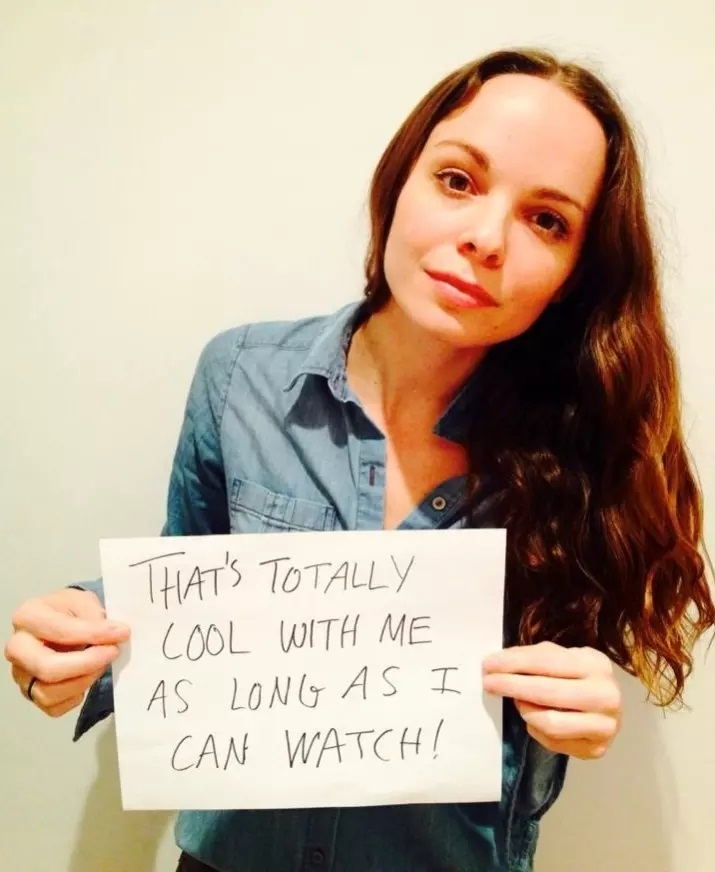 THAT'S TOTALLY
COOL WITH ME
AS LONG AS I
CAN WATCH!